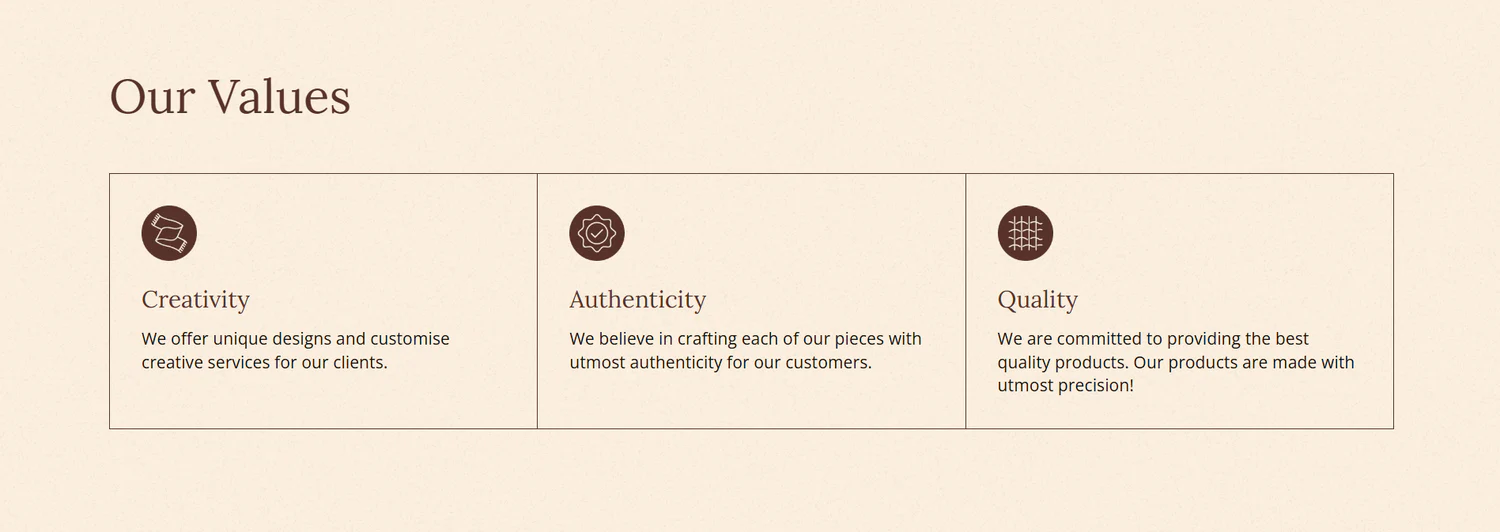 Our Values
Creativity
We offer unique designs and customise
creative services for our clients.
Authenticity
We believe in crafting each of our pieces with
utmost authenticity for our customers.
Quality
We are committed to providing the best
quality products. Our products are made with
utmost precision!